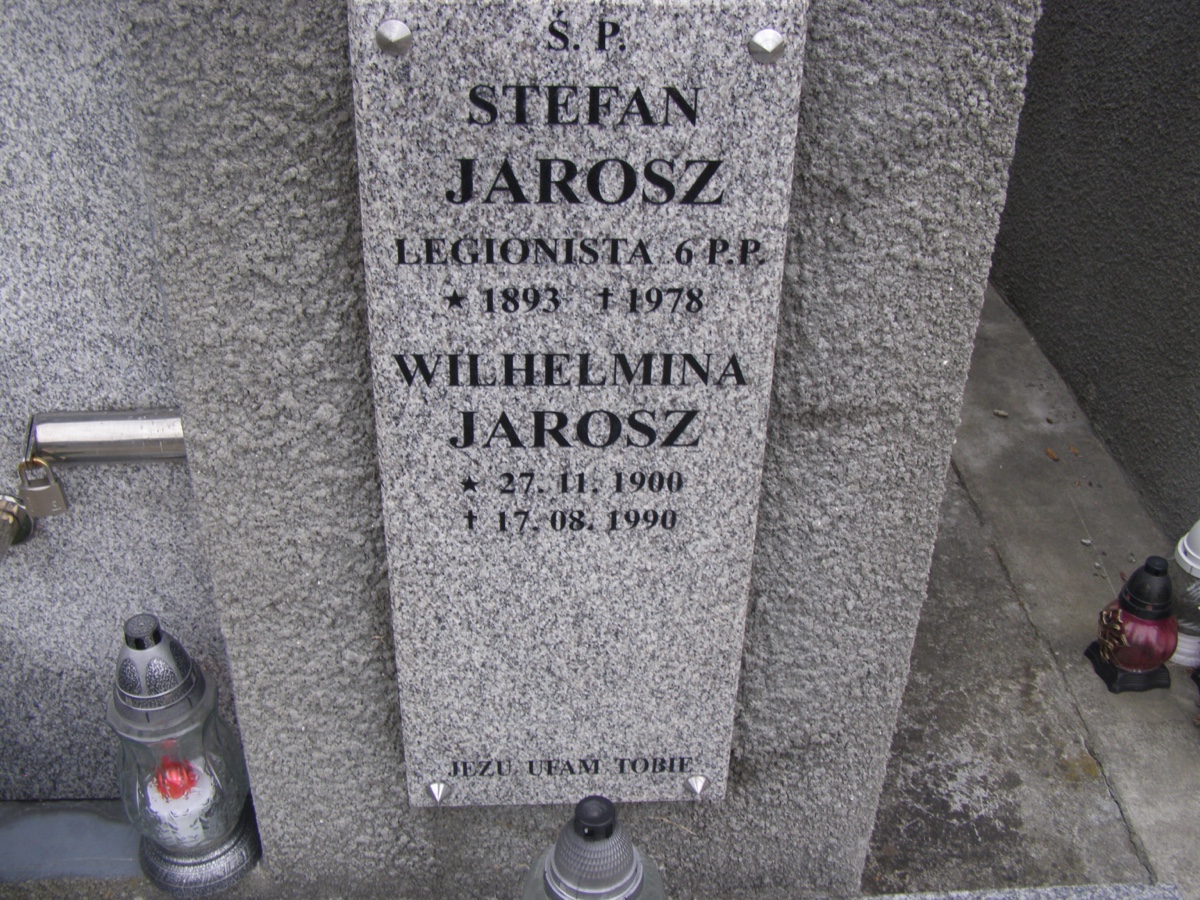 Ś. P.
STEFAN
JAROSZ
LEGIONISTA 6 P.P.
★ 1893 † 1978
WILHELMINA
JAROSZ
★ 27. 11. 1900
† 17. 08. 1990
JEZU UFAM TOBIE